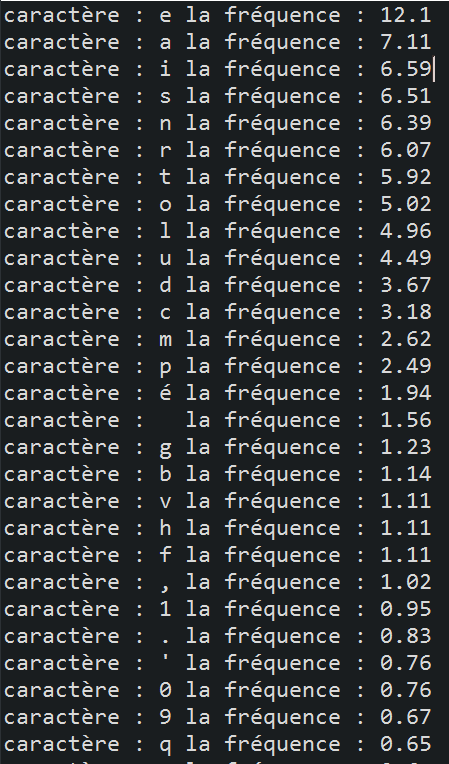 caractère : e la fréquence : 12.1
caractère : a la fréquence : 7.11
caractère : i la fréquence : 6.59
caractère : s la fréquence : 6.51
caractère : n la fréquence : 6.39
caractère : r la fréquence : 6.07
caractère : t la fréquence : 5.92
caractère : o la fréquence : 5.02
caractère : l la fréquence : 4.96
caractère : u la fréquence : 4.49
caractère : d la fréquence : 3.67
caractère : c la fréquence : 3.18
caractère : m la fréquence : 2.62
caractère : p la fréquence : 2.49
caractère : é la fréquence : 1.94
caractère :   la fréquence : 1.56
caractère : g la fréquence : 1.23
caractère : b la fréquence : 1.14
caractère : v la fréquence : 1.11
caractère : h la fréquence : 1.11
caractère : f la fréquence : 1.11
caractère : , la fréquence : 1.02
caractère : 1 la fréquence : 0.95
caractère : . la fréquence : 0.83
caractère : ' la fréquence : 0.76
caractère : 0 la fréquence : 0.76
caractère : 9 la fréquence : 0.67
caractère : q la fréquence : 0.65